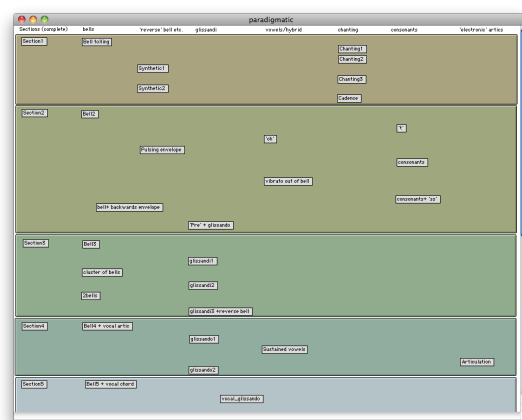 paradigmatic
Sections (complete) bells 'reverse' bell etc. glissandi vowels/hybrid chanting consonants 'electronic' artics
Section1 Bell tolling
Chanting1
Chanting2
Synthetic1
Chanting3
Synthetic2
Cadence
Section2 Bell2
't'
'oh'
Pulsing envelope
consonants
vibrato out of bell
consonants+ 'ss'
bell+ backwards envelope
'Pre' + glissando
Section3 Bell3
glissandi1
cluster of bells
glissandi2
2bells
glissandi3 +reverse bell
Section4 Bell4 + vocal artic
glissando1
Sustained vowels
Articulation
glissando2
Section5 Bell5 + vocal chord
vocal_glissando